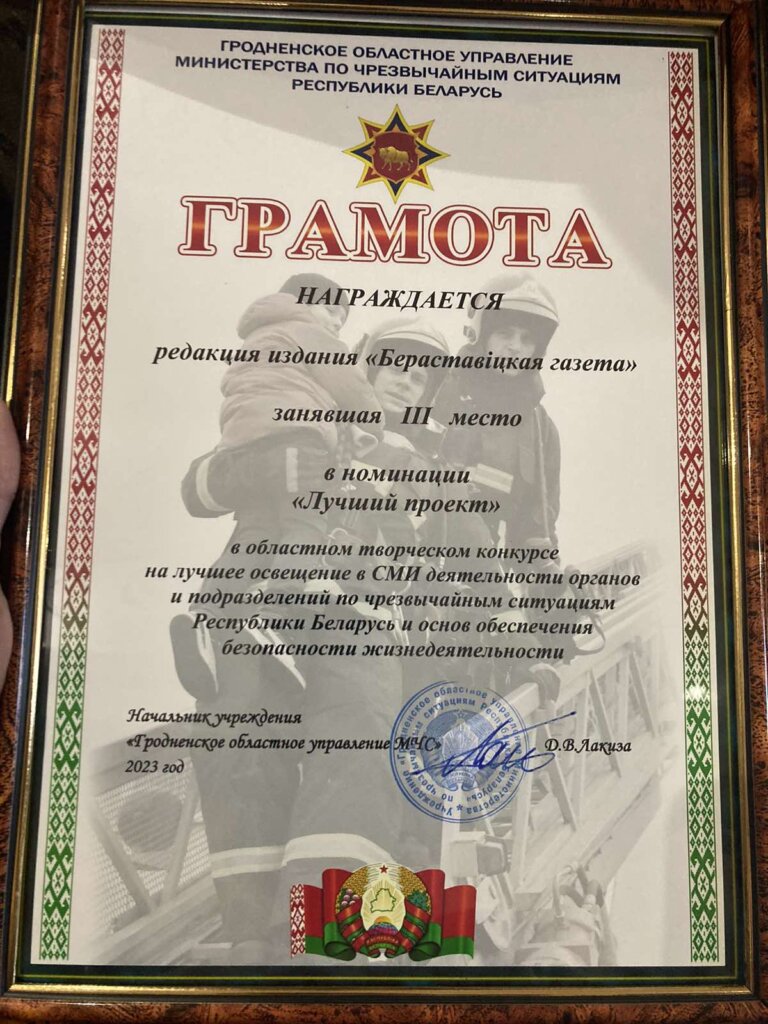 ГРОДНЕНСКОЕ ОБЛАСТНОЕ УПРАВЛЕНИЕ
МИНИСТЕРСТВА ПО ЧРЕЗВЫЧАЙНЫМ СИТУАЦИЯМ
РЕСПУБЛИКИ БЕЛАРУСЬ
ГРАМОТА
НАГРАЖДАЕТСЯ
редакция издания «Бераставіцкая газета»
занявшая III место
в номинации
«Лучший проект»
в областном творческом конкурсе
на лучшее освещение в СМИ деятельности органов
и подразделений по чрезвычайным ситуациям
Республики Беларусь и основ обеспечения
безопасности жизнедеятельности
Начальник учреждения
«Гродненское областное управление МЧС» Д.В.Лакиза
2023 год